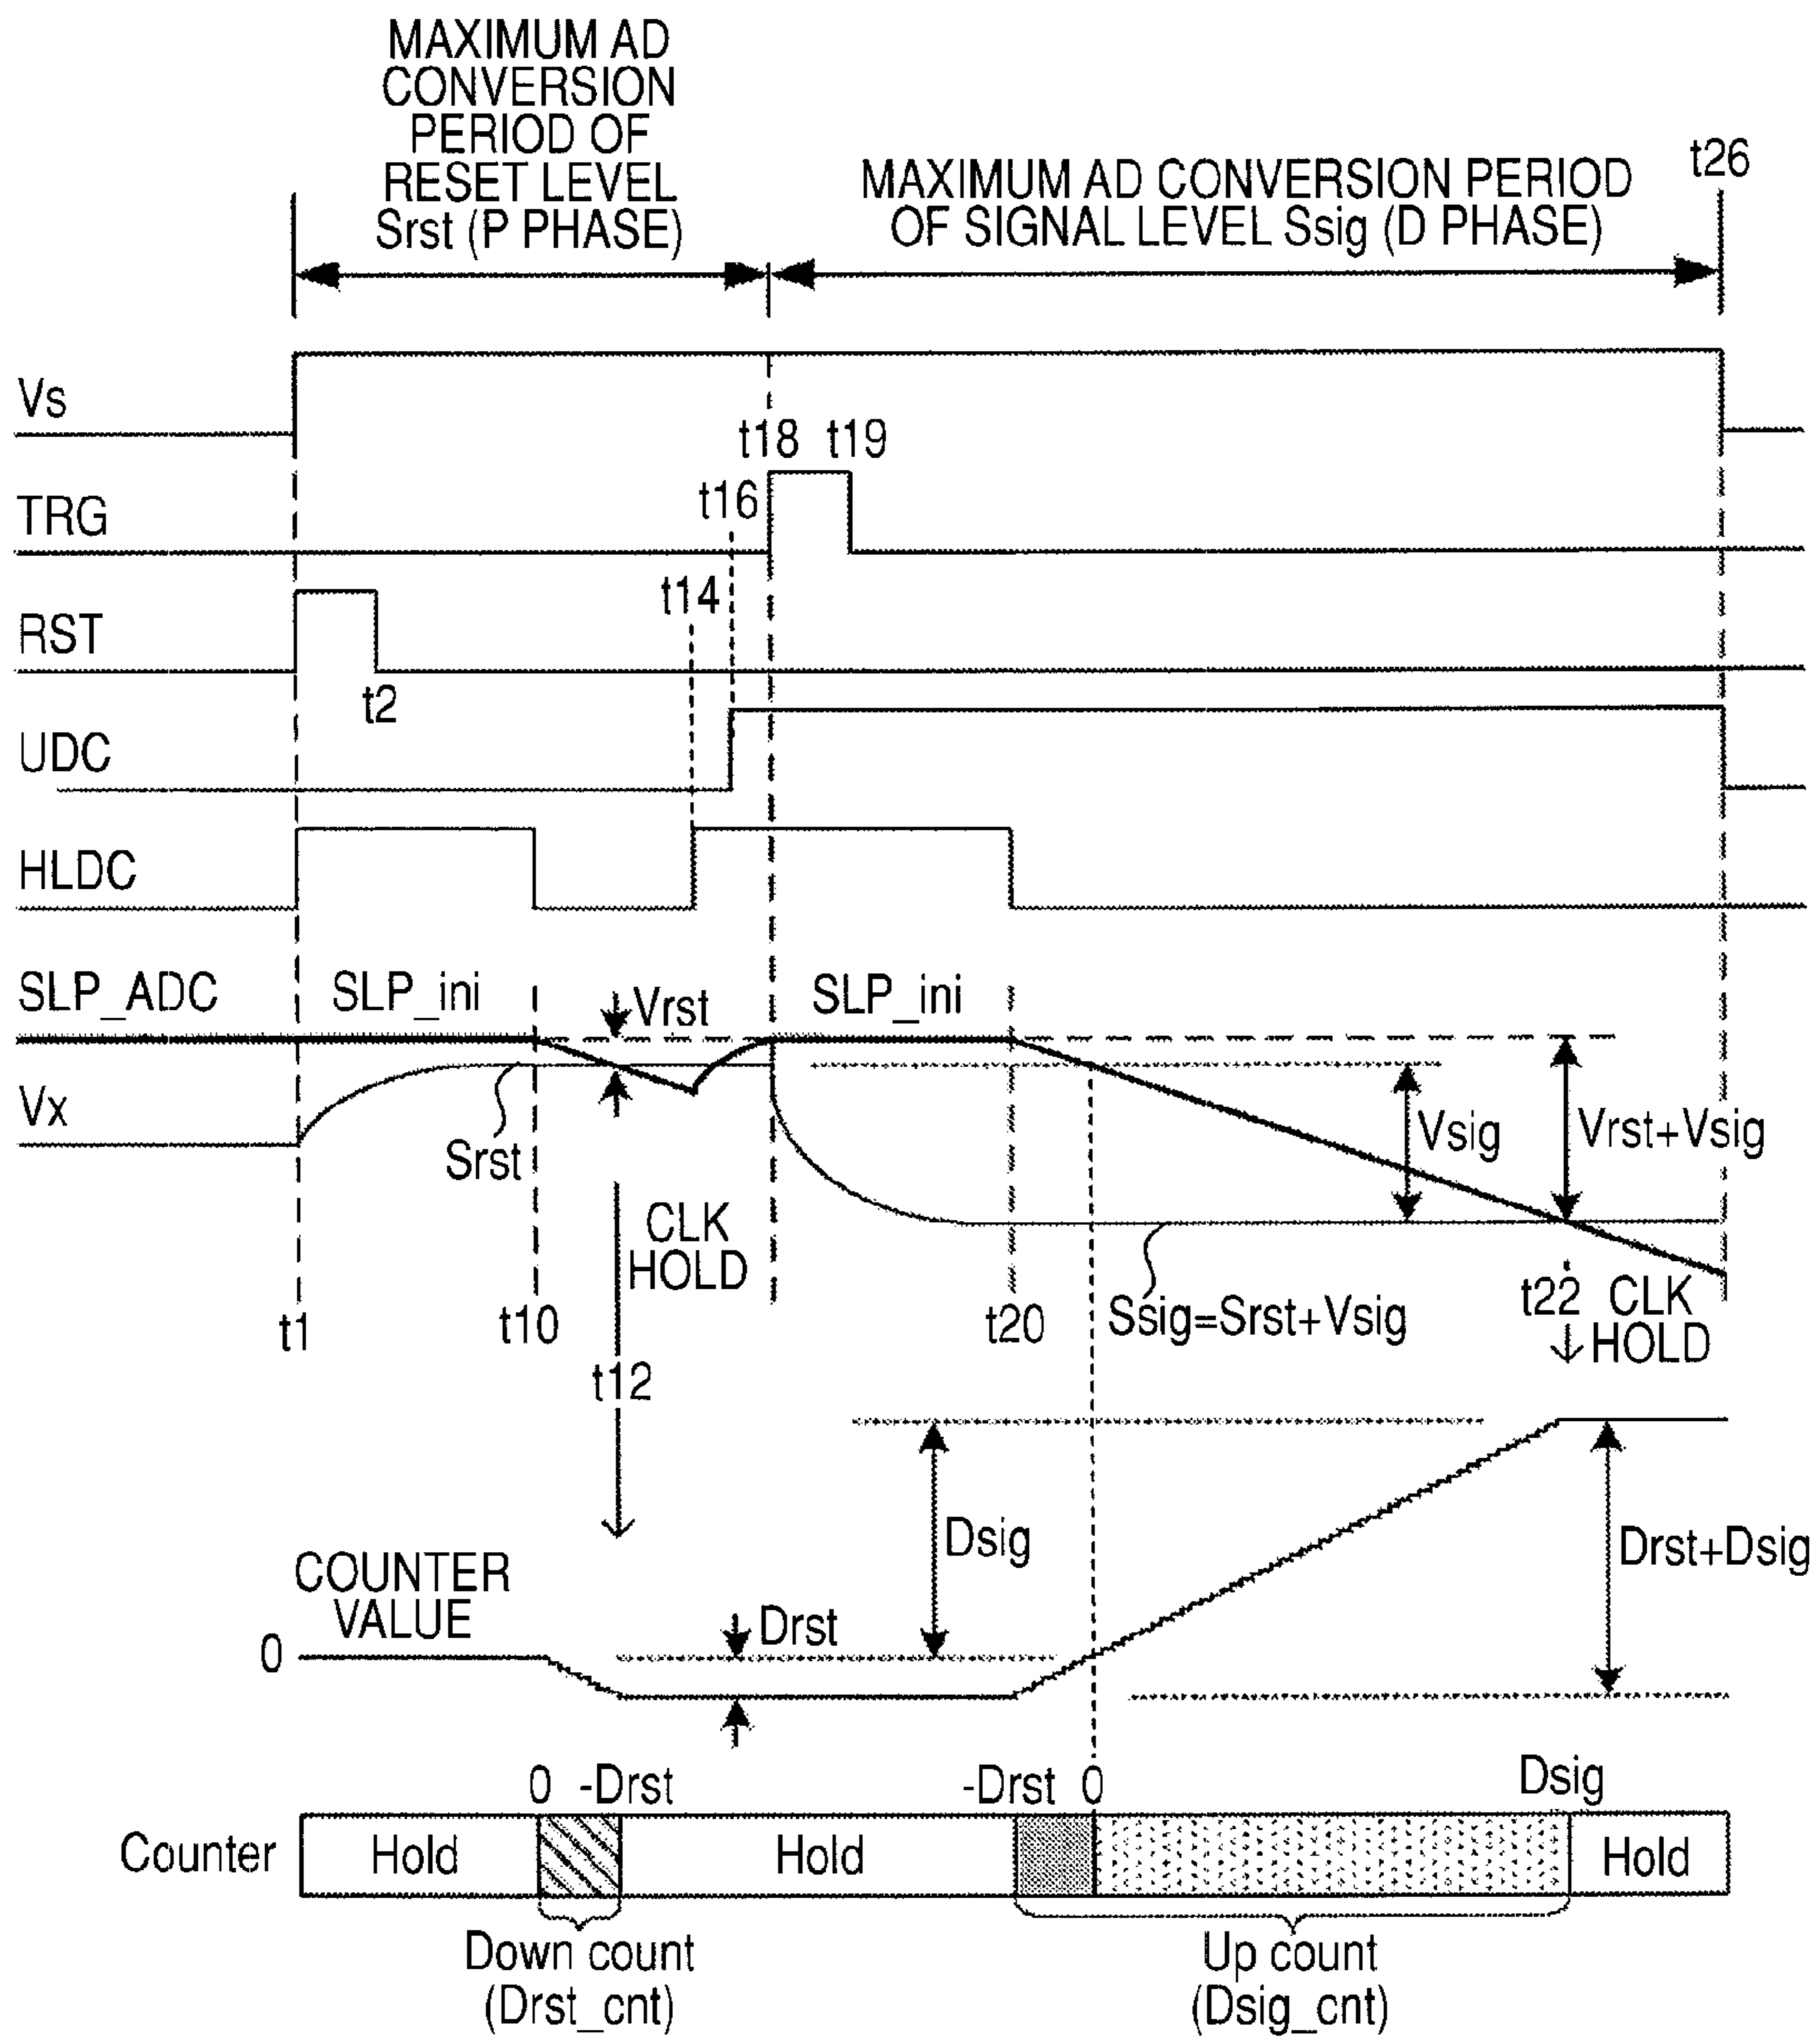 MAXIMUM AD
CONVERSION
PERIOD OF
RESET LEVEL
Srst (P PHASE)
MAXIMUM AD CONVERSION PERIOD
OF SIGNAL LEVEL Ssig (D PHASE)
t26
Vs
t18 t19
TRG
t16
RST
t14
t2
UDC
HLDC
SLP_ADC
SLP_ini
Vrst
SLP_ini
Vx
Srst
Vsig
Vrst+Vsig
CLK
HOLD
t1
t10
t20
Ssig=Srst+Vsig
t22 CLK
HOLD
t12
COUNTER
VALUE
0
Drst
Dsig
Drst+Dsig
0 -Drst
-Drst 0
Dsig
Counter
Hold
Hold
Hold
Down count
(Drst_cnt)
Up count
(Dsig_cnt)